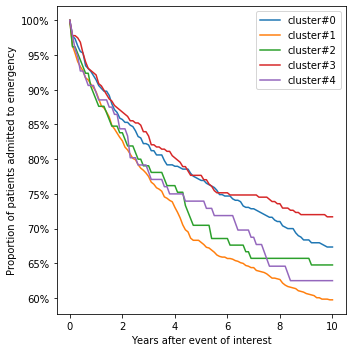 cluster#0
cluster#1
cluster#2
cluster#3
cluster#4
100%
95%
90%
85%
80%
75%
70%
65%
60%
Proportion of patients admitted to emergency
0 2 4 6 8 10
Years after event of interest